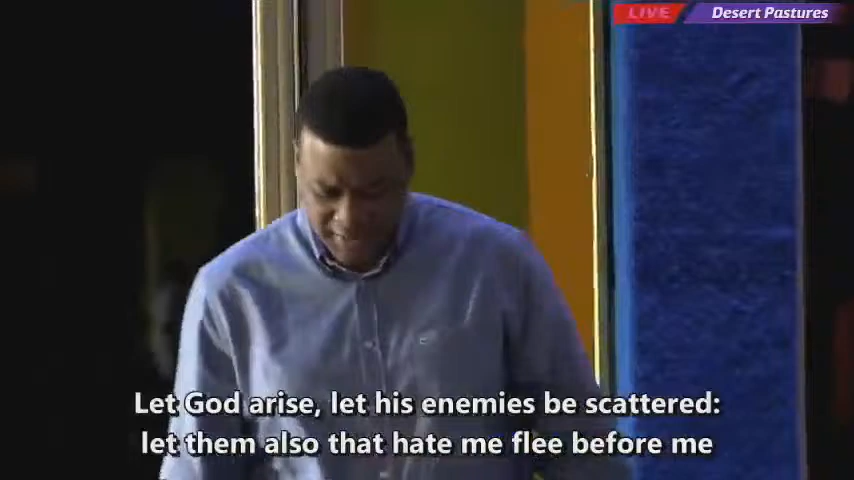 LIVE Desert Pastures
Let God arise, let his enemies be scattered:
let them also that hate me flee before me